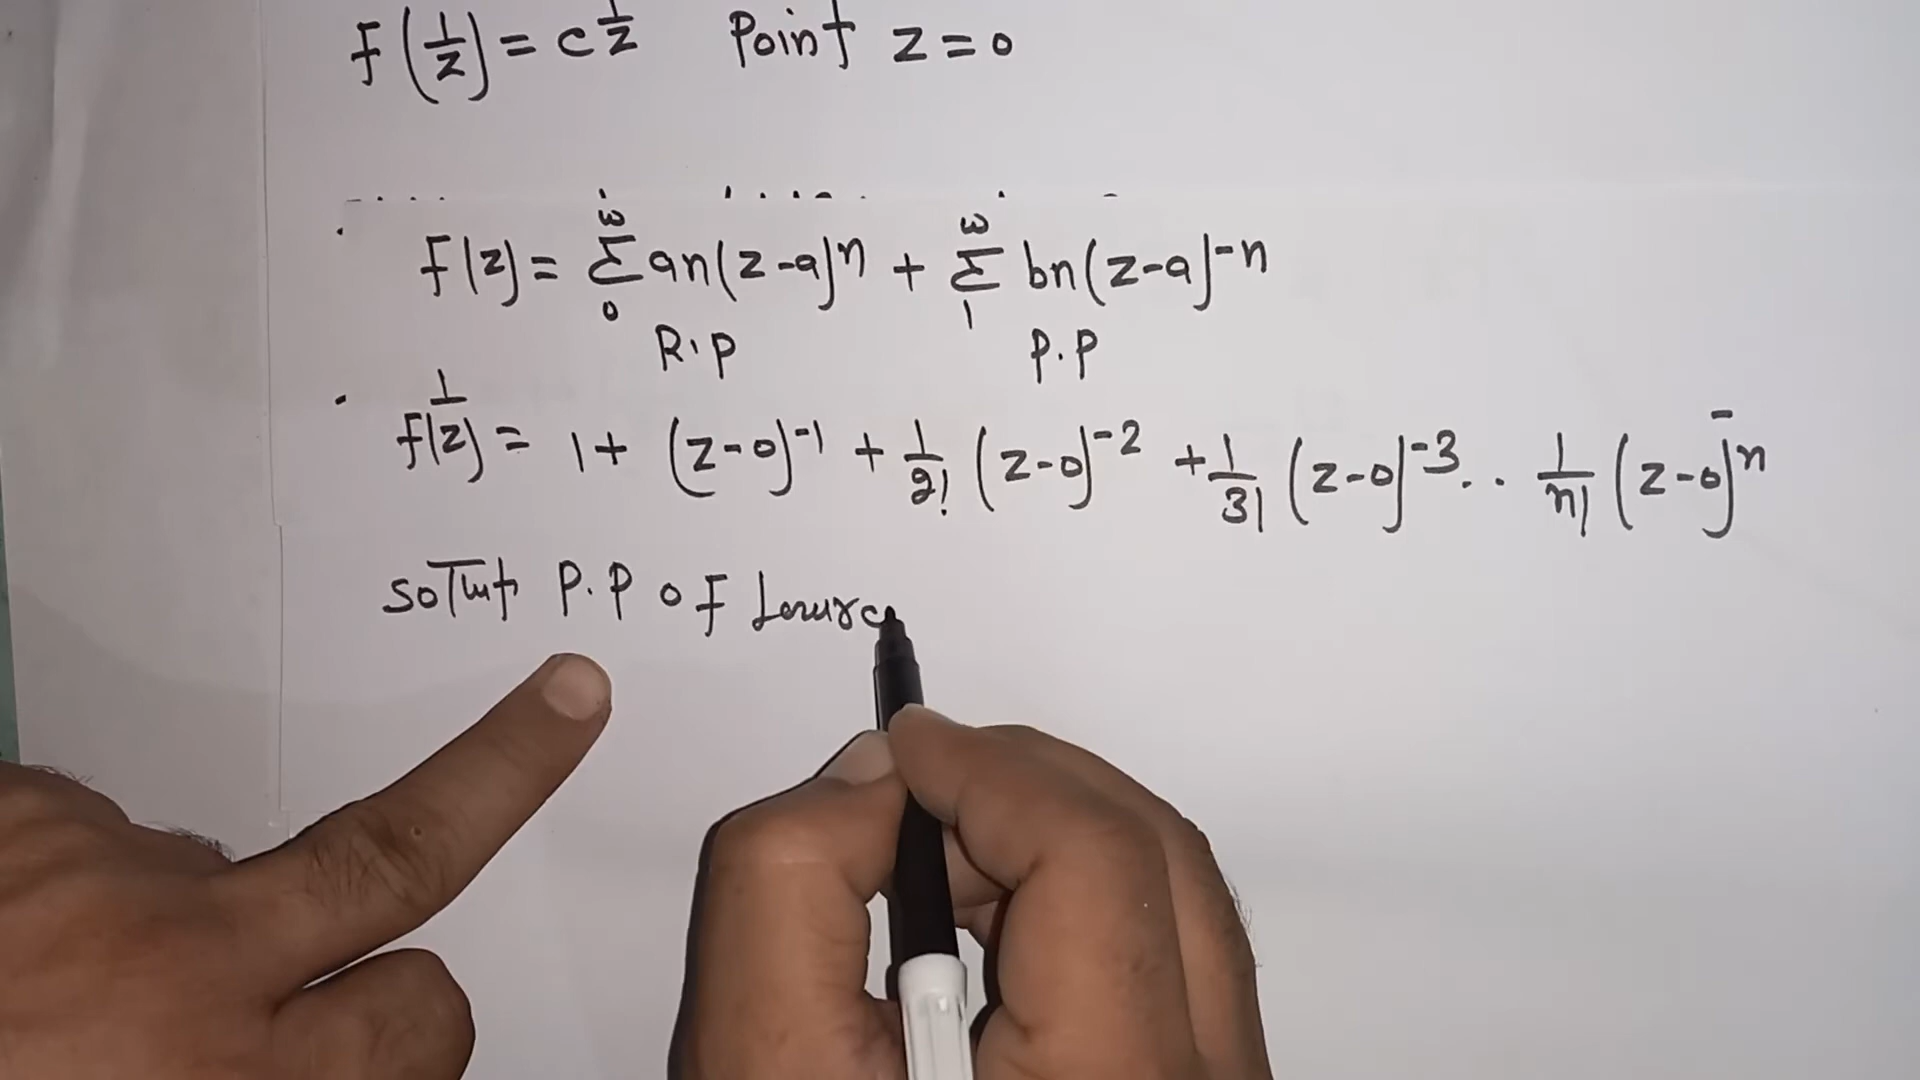 F(1/z) = e^1/z Point z = 0
F(z) = ∞Σ0 an(z-a)^n + ∞Σ1 bn(z-a)^-n
R.P P.P
F(1/z) = 1 + (z-0)^-1 + 1/2! (z-0)^-2 + 1/3! (z-0)^-3 .. 1/n! (z-0)^-n
so That P.P of Laure